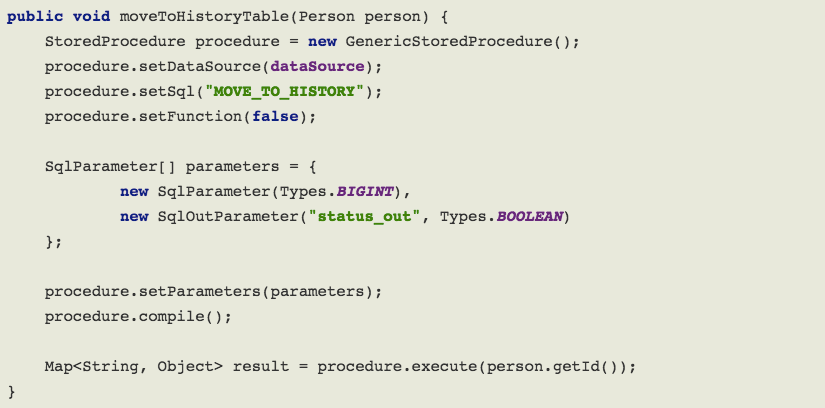 public void moveToHistoryTable(Person person) {
    StoredProcedure procedure = new GenericStoredProcedure();
    procedure.setDataSource(dataSource);
    procedure.setSql("MOVE_TO_HISTORY");
    procedure.setFunction(false);

    SqlParameter[] parameters = {
            new SqlParameter(Types.BIGINT),
            new SqlOutParameter("status_out", Types.BOOLEAN)
    };

    procedure.setParameters(parameters);
    procedure.compile();

    Map<String, Object> result = procedure.execute(person.getId());
}